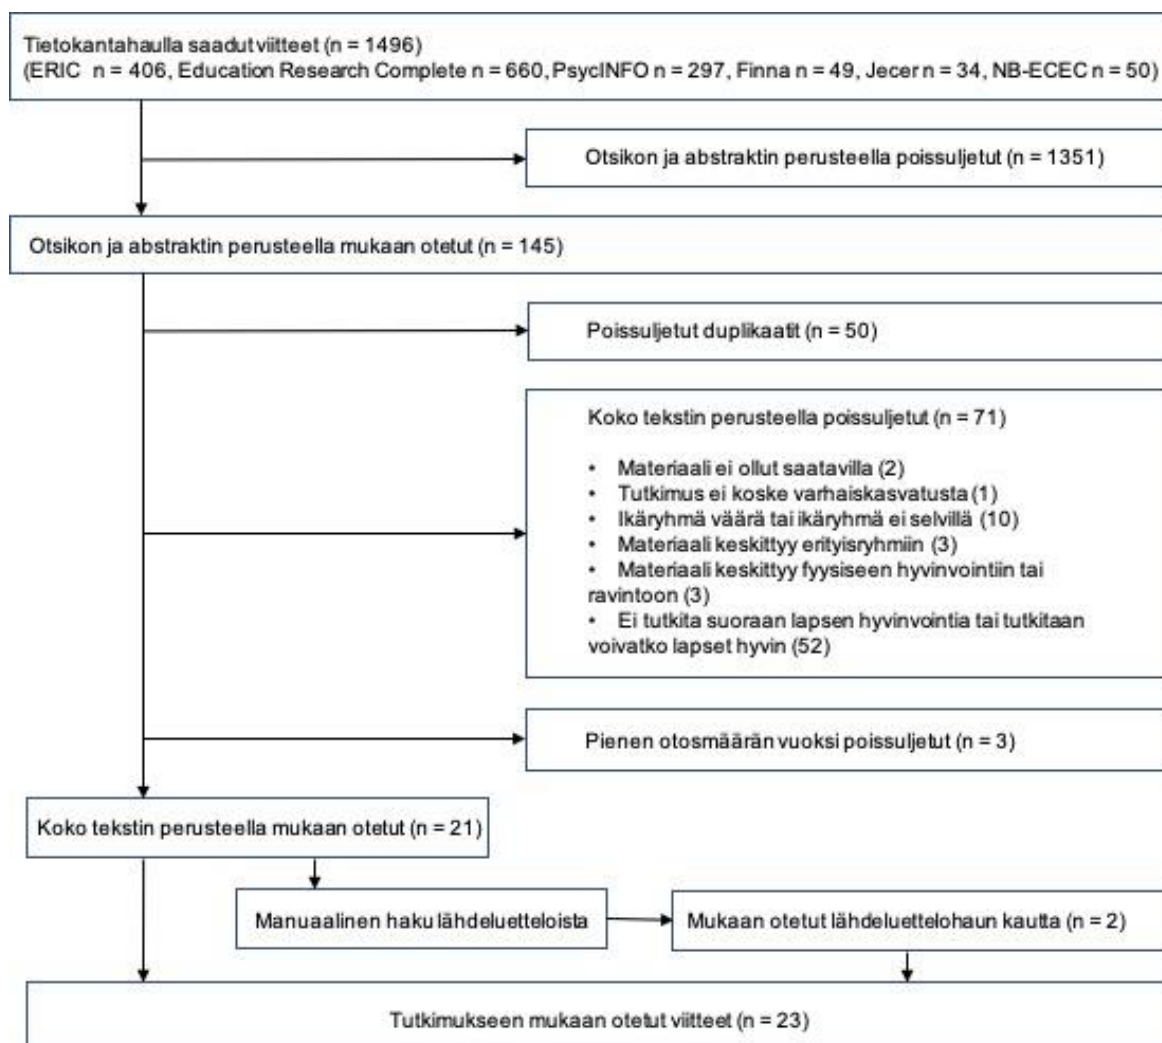 Tietokantahaulla saadut viitteet (n = 1496)
(ERIC n = 406, Education Research Complete n = 660, PsycINFO n = 297, Finna n = 49, Jecer n = 34, NB-ECEC n = 50)
Otsikon ja abstraktin perusteella poissuljetut (n = 1351)
Otsikon ja abstraktin perusteella mukaan otetut (n = 145)
Poissuljetut duplikaatit (n = 50)
Koko tekstin perusteella poissuljetut (n = 71)
• Materiaali ei ollut saatavilla (2)
• Tutkimus ei koske varhaiskasvatusta (1)
• Ikäryhmä väärä tai ikäryhmä ei selvillä (10)
• Materiaali keskittyy erityisryhmiin (3)
• Materiaali keskittyy fyysiseen hyvinvointiin tai
ravintoon (3)
• Ei tutkita suoraan lapsen hyvinvointia tai tutkitaan
voivatko lapset hyvin (52)
Pienen otosmäärän vuoksi poissuljetut (n = 3)
Koko tekstin perusteella mukaan otetut (n = 21)
Manuaalinen haku lähdeluetteloista
Mukaan otetut lähdeluettelohaun kautta (n = 2)
Tutkimukseen mukaan otetut viitteet (n = 23)